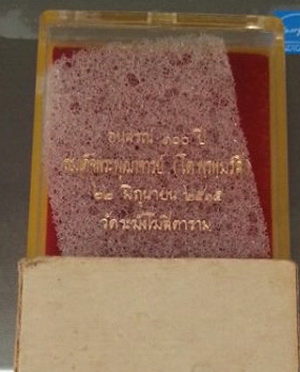 อนุสรณ์ ๑๐๐ ปี
สมเด็จพระพุฒาจารย์ (โต พรหมรังสี)
๒๒ มิถุนายน ๒๕๑๕
วัดระฆังโฆสิตาราม